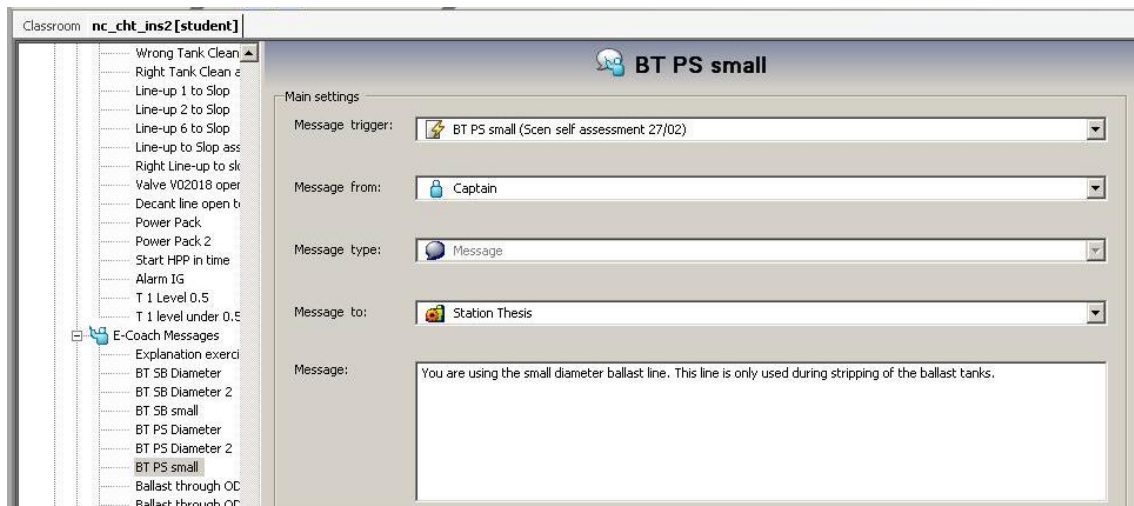 Classroom nc_cht_ins2 [student]
Wrong Tank Clean
Right Tank Clean a
Line-up 1 to Slop
Line-up 2 to Slop
Line-up 6 to Slop
Line-up to Slop ass
Right Line-up to slo
Valve V02018 oper
Decant line open to
Power Pack
Power Pack 2
Start HPP in time
Alarm IG
T 1 Level 0.5
T 1 level under 0.5
E-Coach Messages
Explanation exerci
BT SB Diameter
BT SB Diameter 2
BT SB small
BT PS Diameter
BT PS Diameter 2
BT PS small
Ballast through OD
Ballast through OD
BT PS small
Main settings
Message trigger: BT PS small (Scen self assessment 27/02)
Message from: Captain
Message type: Message
Message to: Station Thesis
Message: You are using the small diameter ballast line. This line is only used during stripping of the ballast tanks.